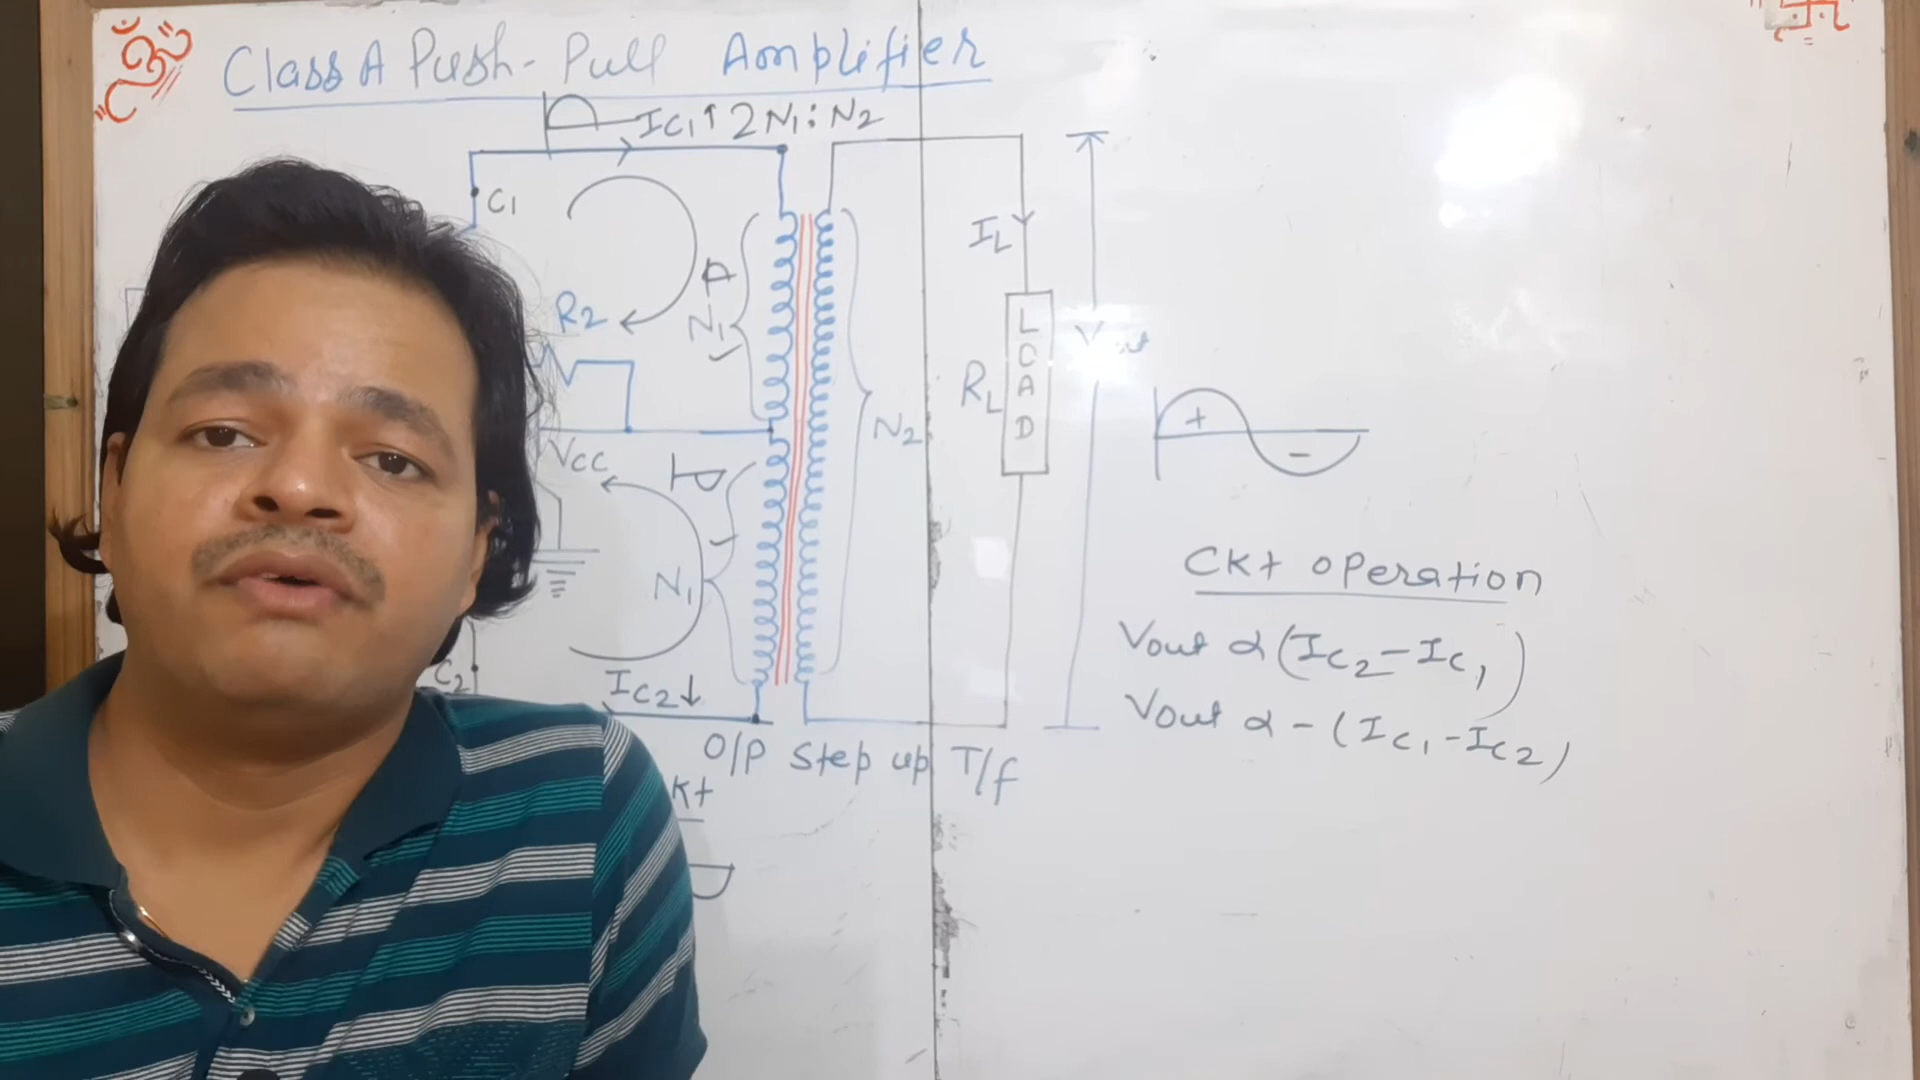 ॐ
Class A Push-Pull Amplifier
IC1↑ 2N1:N2
C1
IL
R2
N1
LOAD
RL
N2
VCC
+
-
N1
Ckt operation
Vout α (IC2-IC1)
C2
IC2↓
Vout α -(IC1-IC2)
O/P Step up T/f
kt